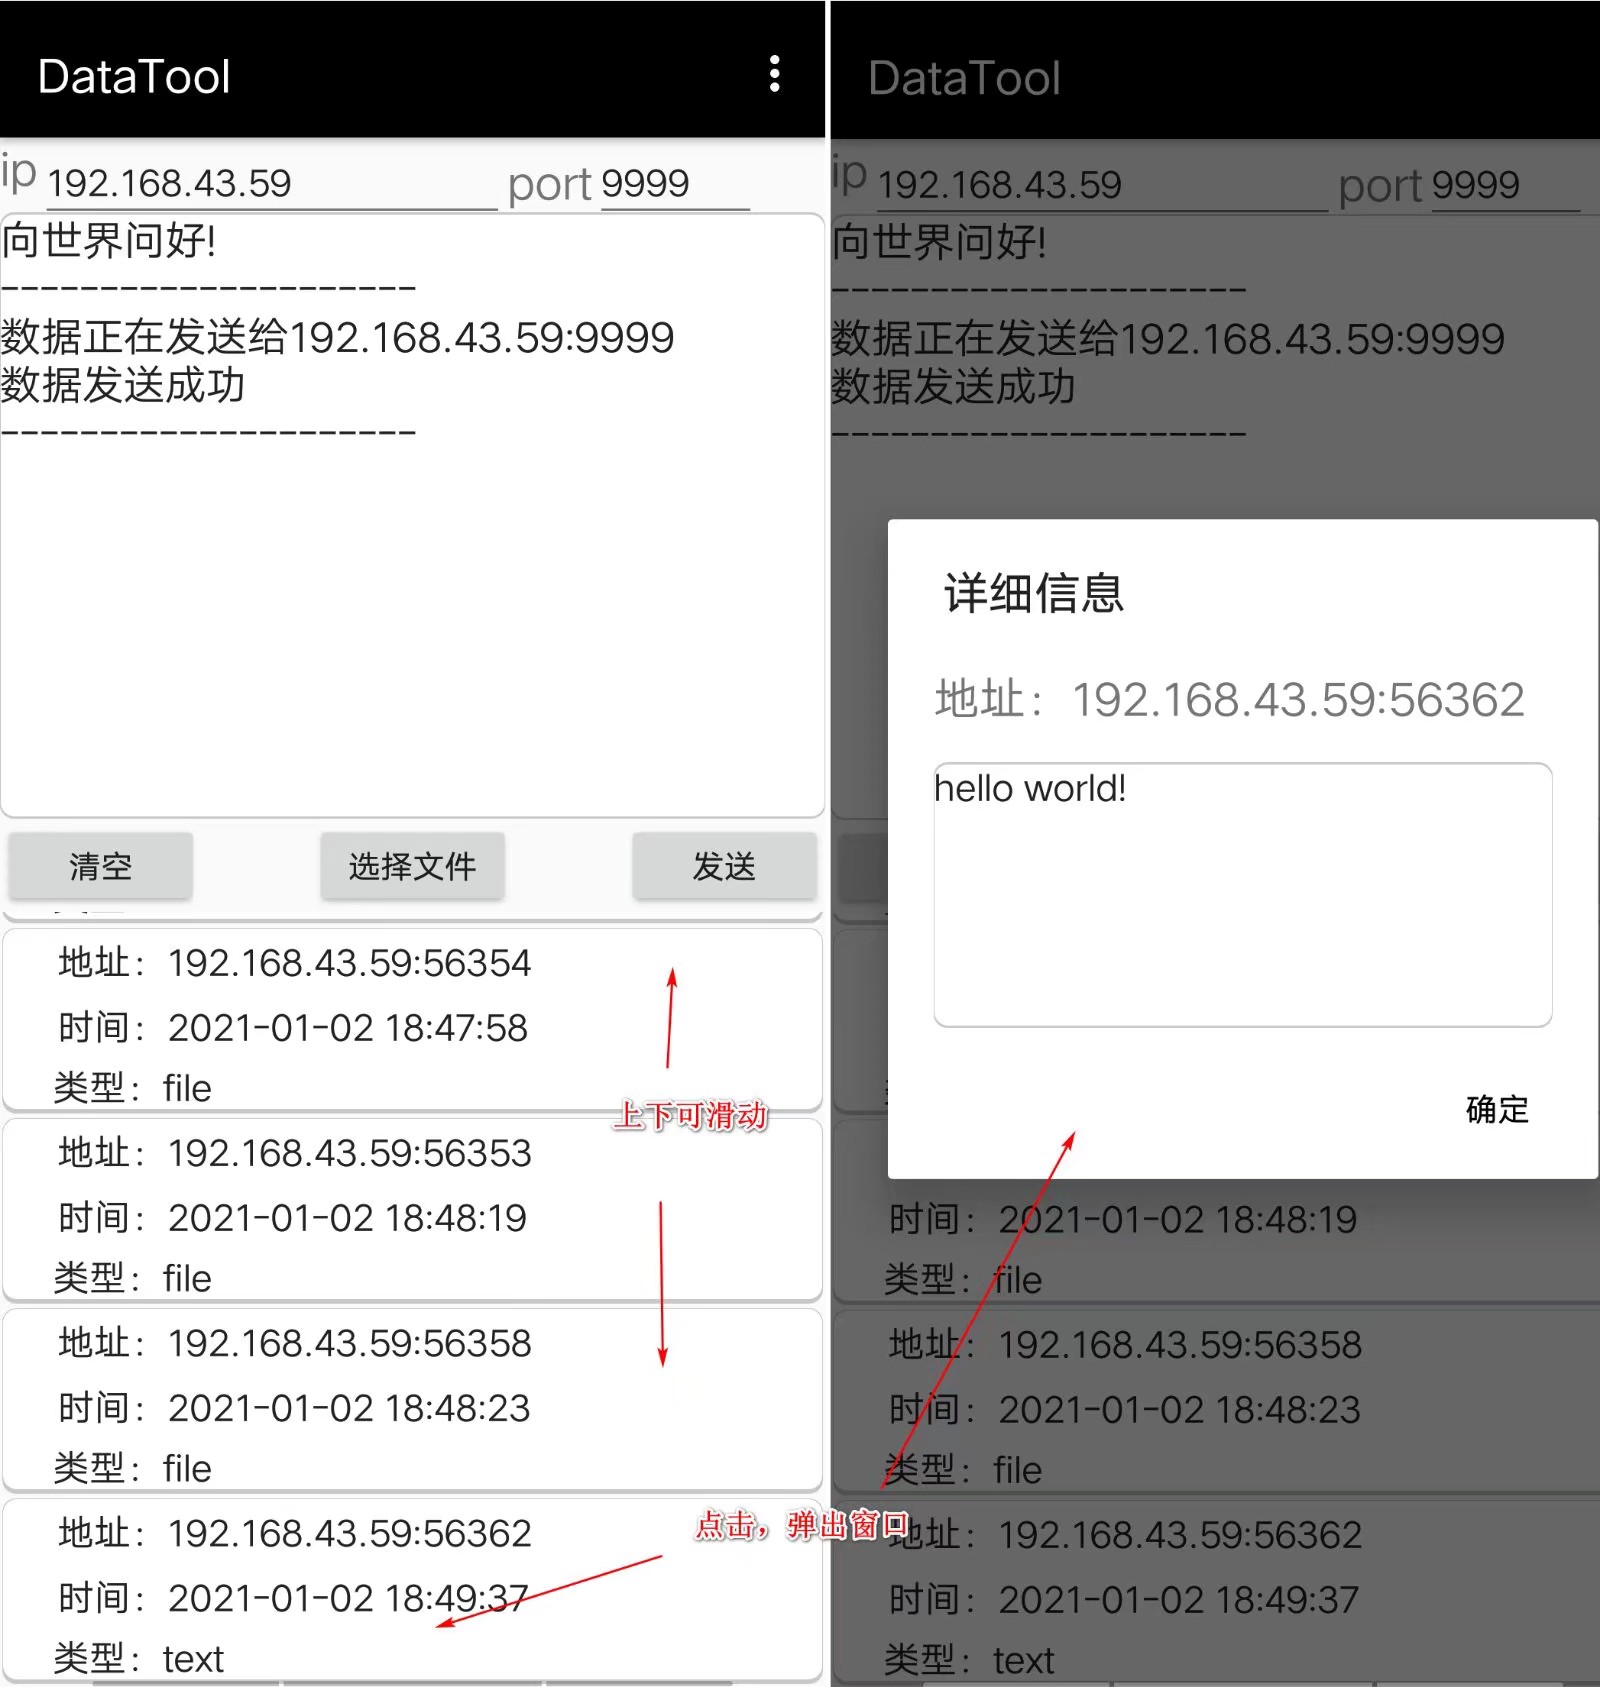 DataTool
ip 192.168.43.59 port 9999
向世界问好!
---------------------
数据正在发送给192.168.43.59:9999
数据发送成功
---------------------
清空 选择文件 发送
地址：192.168.43.59:56354
时间：2021-01-02 18:47:58
类型：file
上下可滑动
地址：192.168.43.59:56353
时间：2021-01-02 18:48:19
类型：file
地址：192.168.43.59:56358
时间：2021-01-02 18:48:23
类型：file
点击，弹出窗口
地址：192.168.43.59:56362
时间：2021-01-02 18:49:37
类型：text
DataTool
ip 192.168.43.59 port 9999
向世界问好!
---------------------
数据正在发送给192.168.43.59:9999
数据发送成功
---------------------
详细信息
地址：192.168.43.59:56362
hello world!
确定
时间：2021-01-02 18:48:19
类型：file
地址：192.168.43.59:56358
时间：2021-01-02 18:48:23
类型：file
地址：192.168.43.59:56362
时间：2021-01-02 18:49:37
类型：text